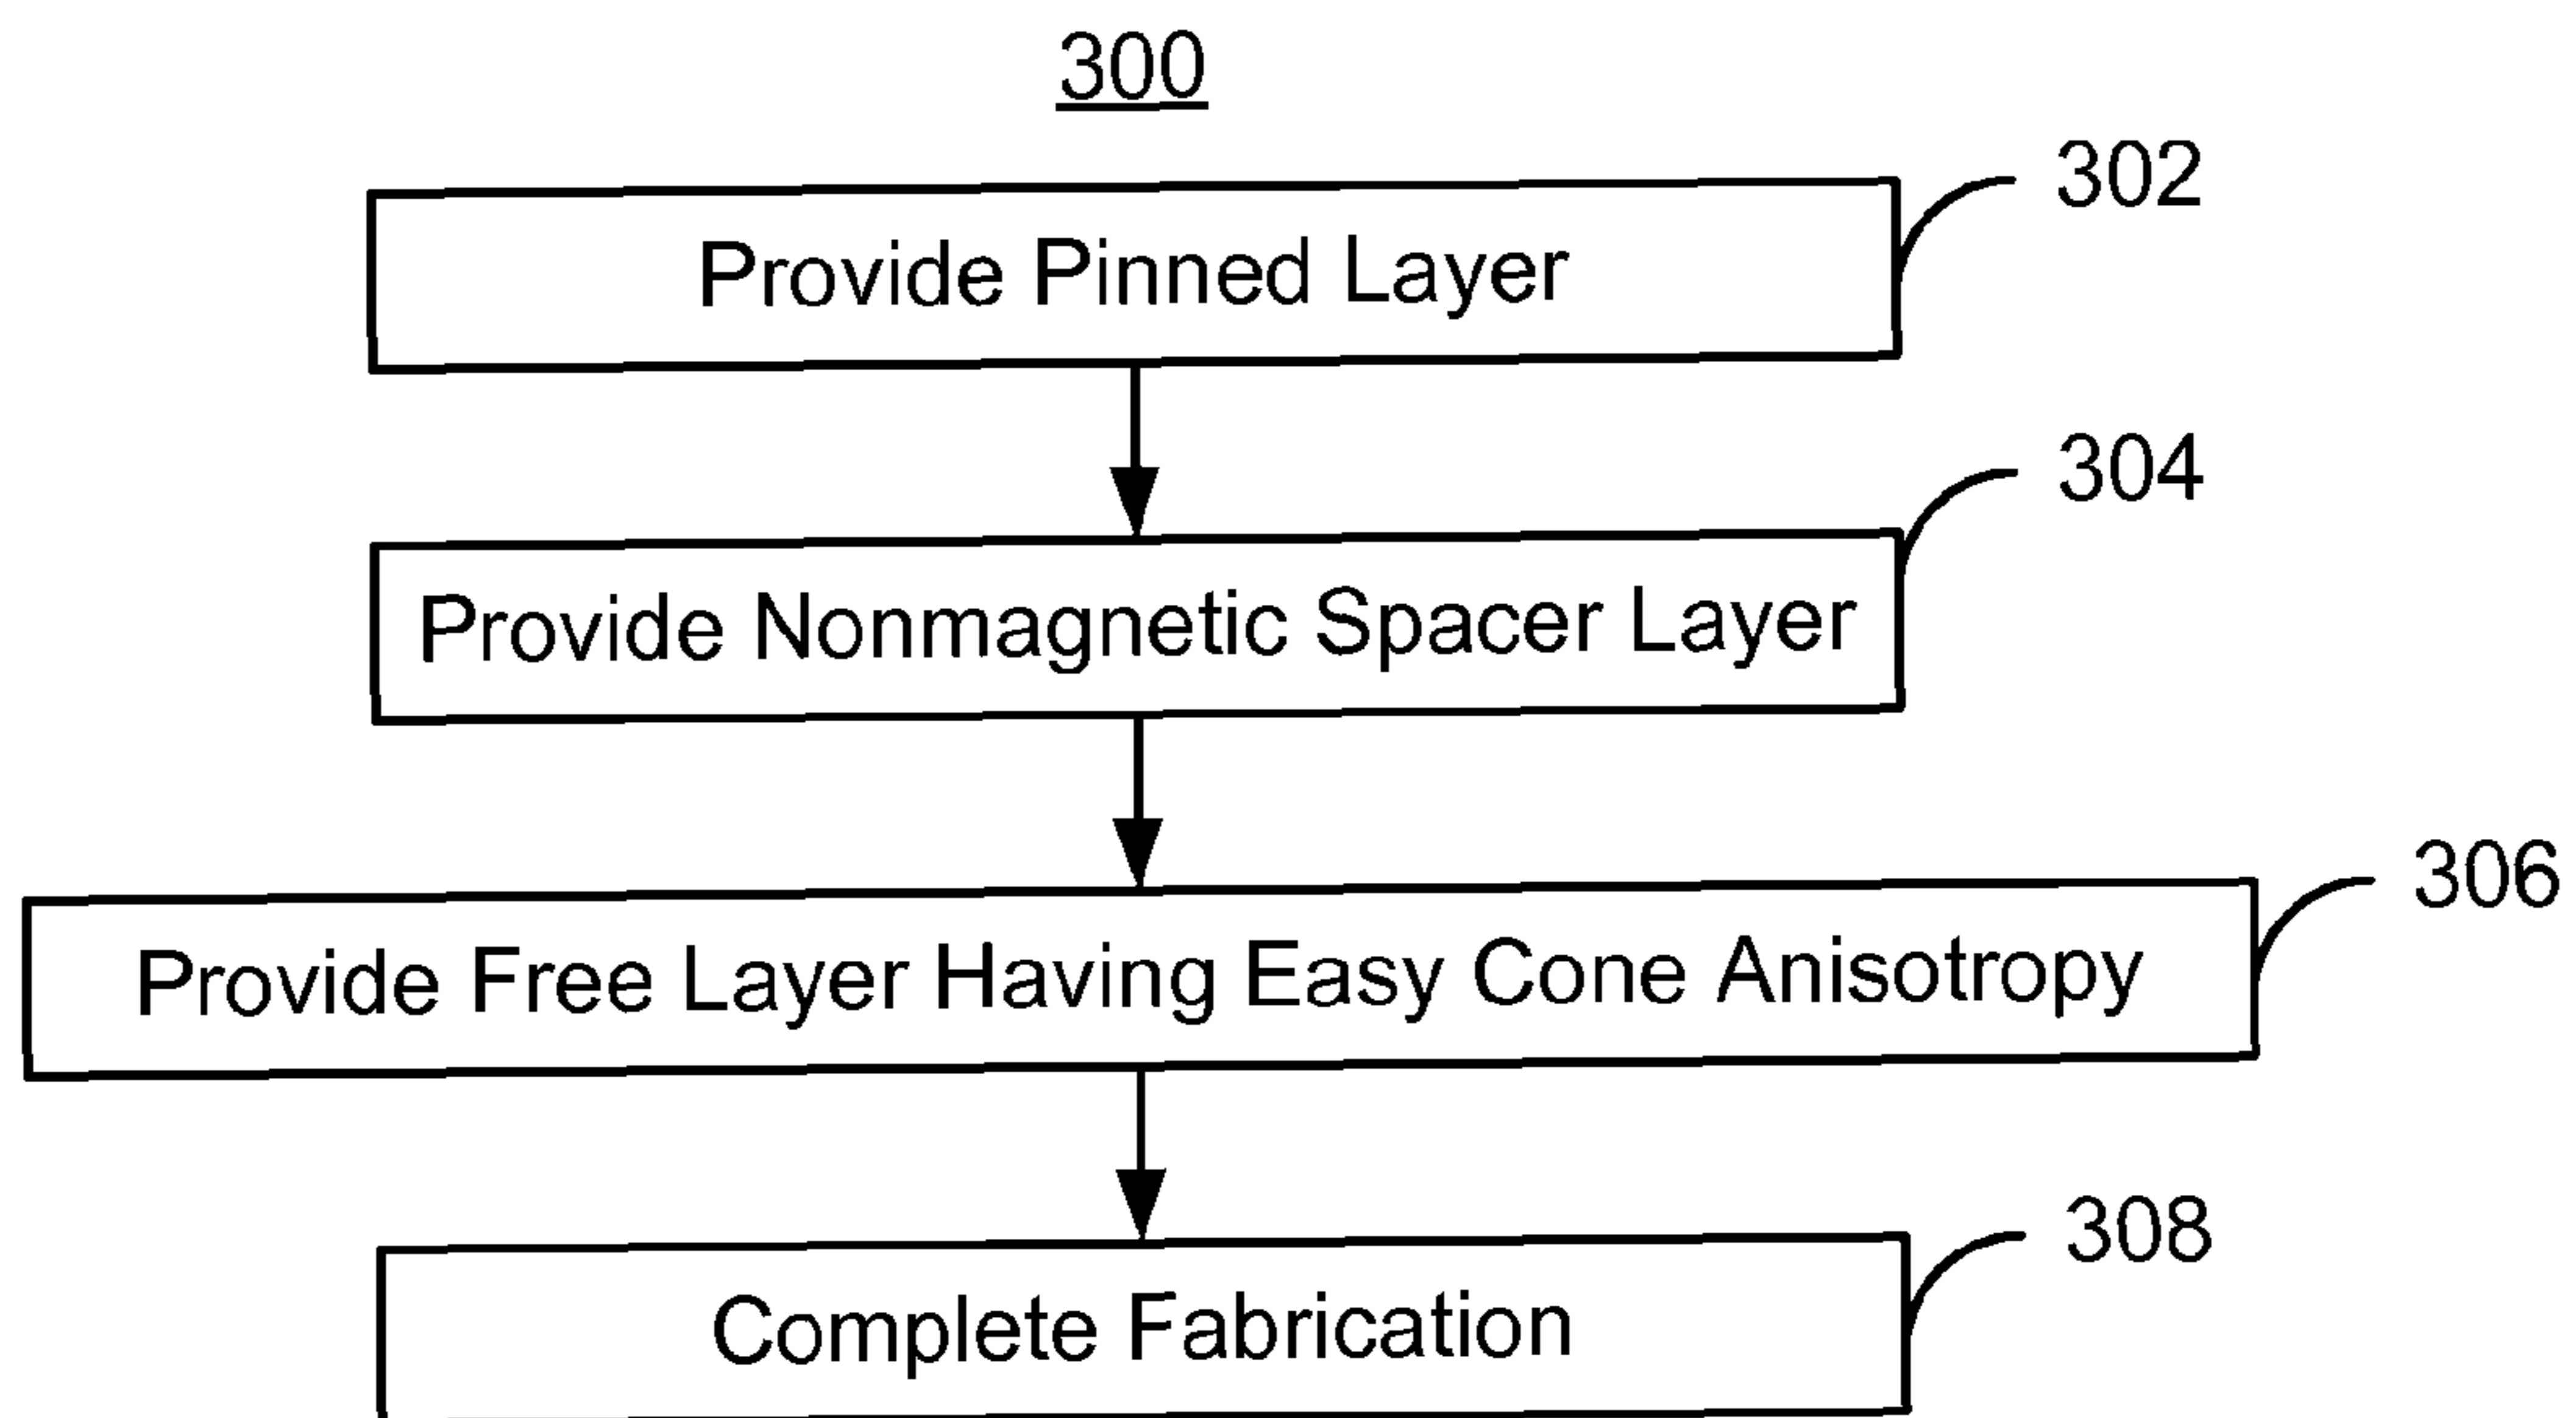 300
302
Provide Pinned Layer
304
Provide Nonmagnetic Spacer Layer
306
Provide Free Layer Having Easy Cone Anisotropy
308
Complete Fabrication